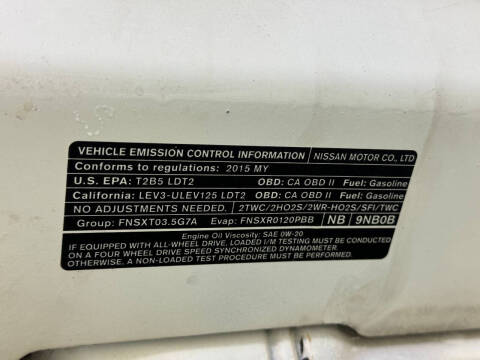 VEHICLE EMISSION CONTROL INFORMATION NISSAN MOTOR CO., LTD
Conforms to regulations: 2015 MY
U.S. EPA: T2B5 LDT2 OBD: CA OBD II Fuel: Gasoline
California: LEV3-ULEV125 LDT2 OBD: CA OBD II Fuel: Gasoline
NO ADJUSTMENTS NEEDED 2TWC/2HO2S/2WR-HO2S/SFI/TWC
Group: FNSXT03.5G7A Evap: FNSXR0120PBB NB 9NB0B
Engine Oil Viscosity: SAE 0W-20
IF EQUIPPED WITH ALL-WHEEL DRIVE, LOADED I/M TESTING MUST BE CONDUCTED
ON A FOUR WHEEL DRIVE SPEED SYNCHRONIZED DYNAMOMETER.
OTHERWISE, A NON-LOADED TEST PROCEDURE MUST BE PERFORMED.